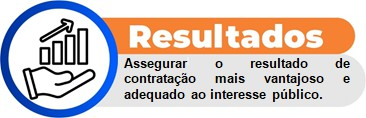 Resultados
Assegurar o resultado de
contratação mais vantajoso e
adequado ao interesse público.